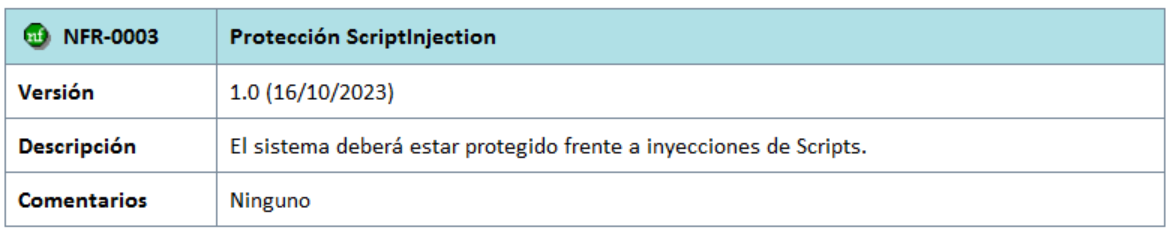 nf NFR-0003 Protección ScriptInjection
Versión 1.0 (16/10/2023)
Descripción El sistema deberá estar protegido frente a inyecciones de Scripts.
Comentarios Ninguno